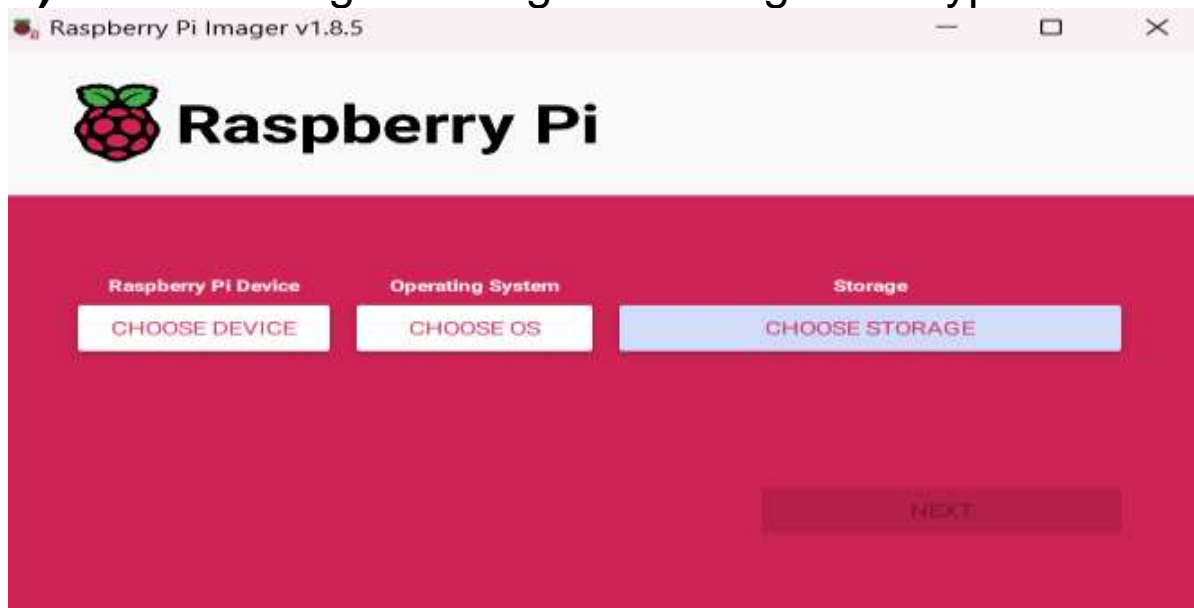 Raspberry Pi Imager v1.8.5
Raspberry Pi
Raspberry Pi Device
Operating System
Storage
CHOOSE DEVICE
CHOOSE OS
CHOOSE STORAGE
NEXT